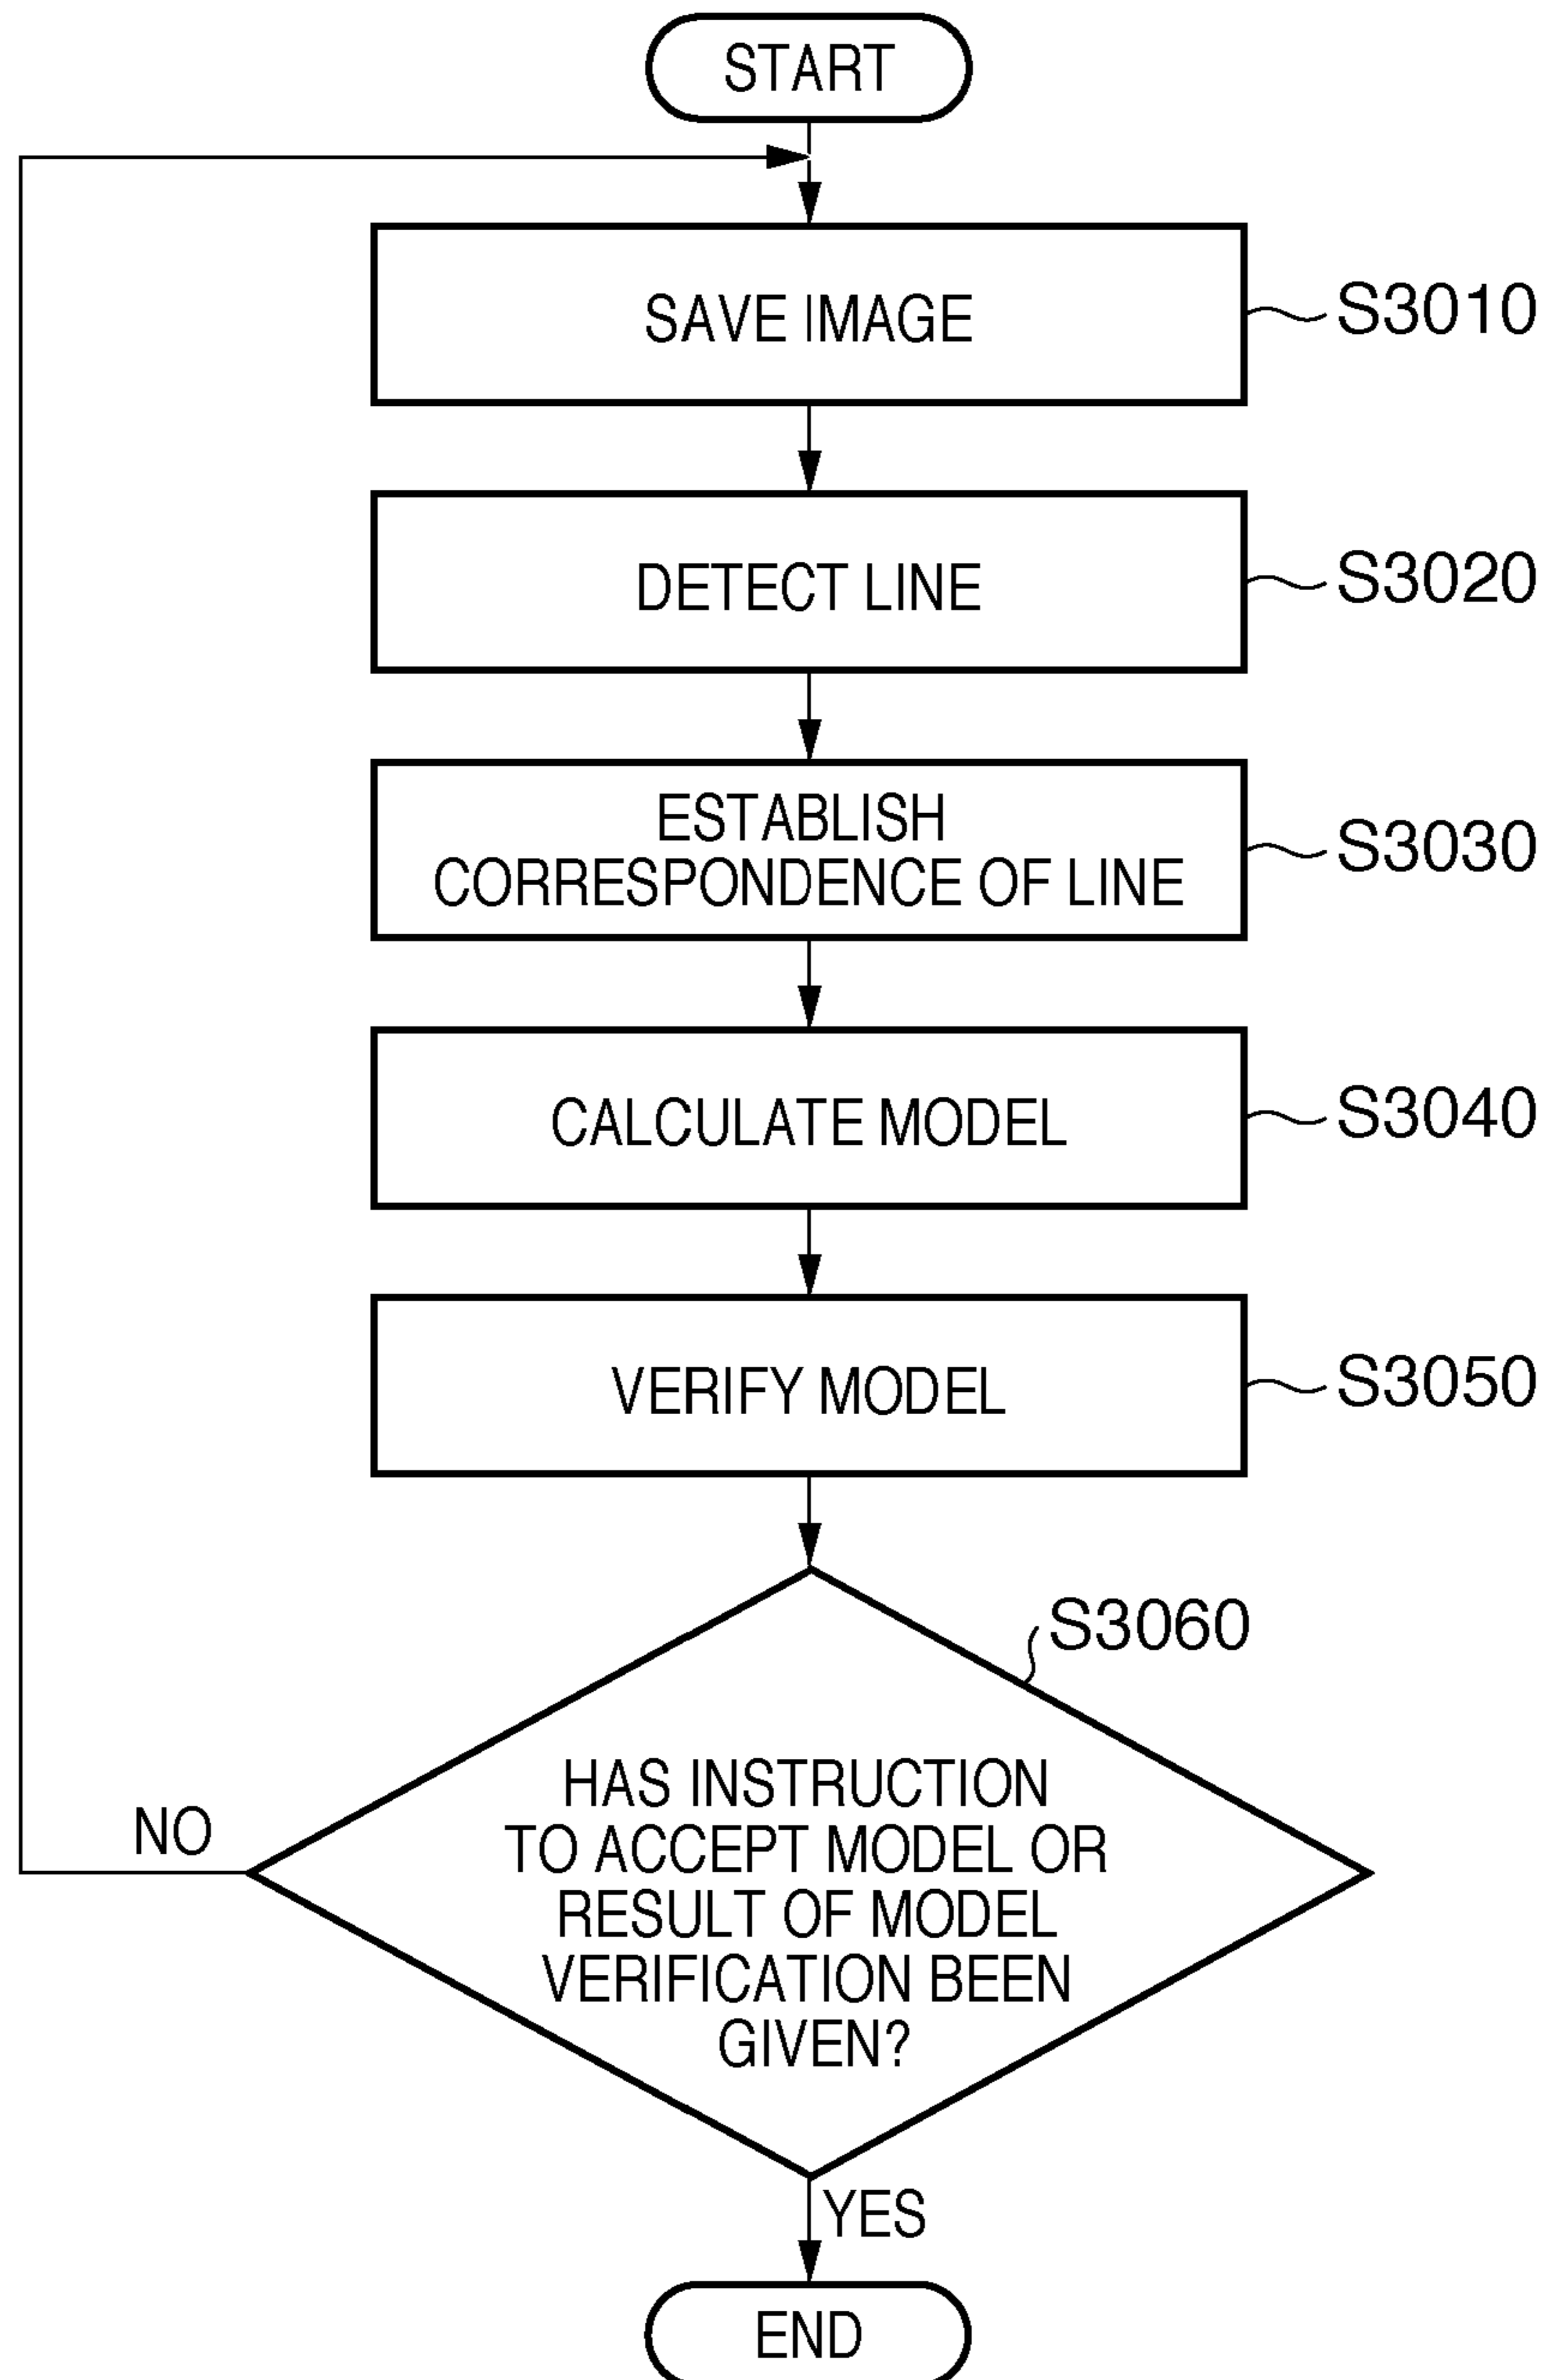 START
SAVE IMAGE
S3010
DETECT LINE
S3020
ESTABLISH
CORRESPONDENCE OF LINE
S3030
CALCULATE MODEL
S3040
VERIFY MODEL
S3050
S3060
HAS INSTRUCTION
TO ACCEPT MODEL OR
RESULT OF MODEL
VERIFICATION BEEN
GIVEN?
NO
YES
END